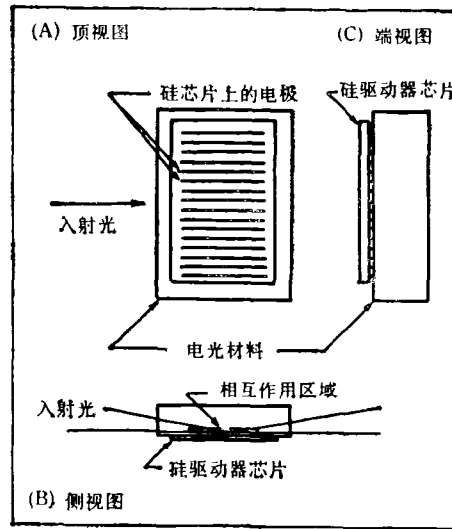 (A) 顶视图
(C) 端视图
硅芯片上的电极
硅驱动器芯片
入射光
电光材料
相互作用区域
入射光
硅驱动器芯片
(B) 侧视图